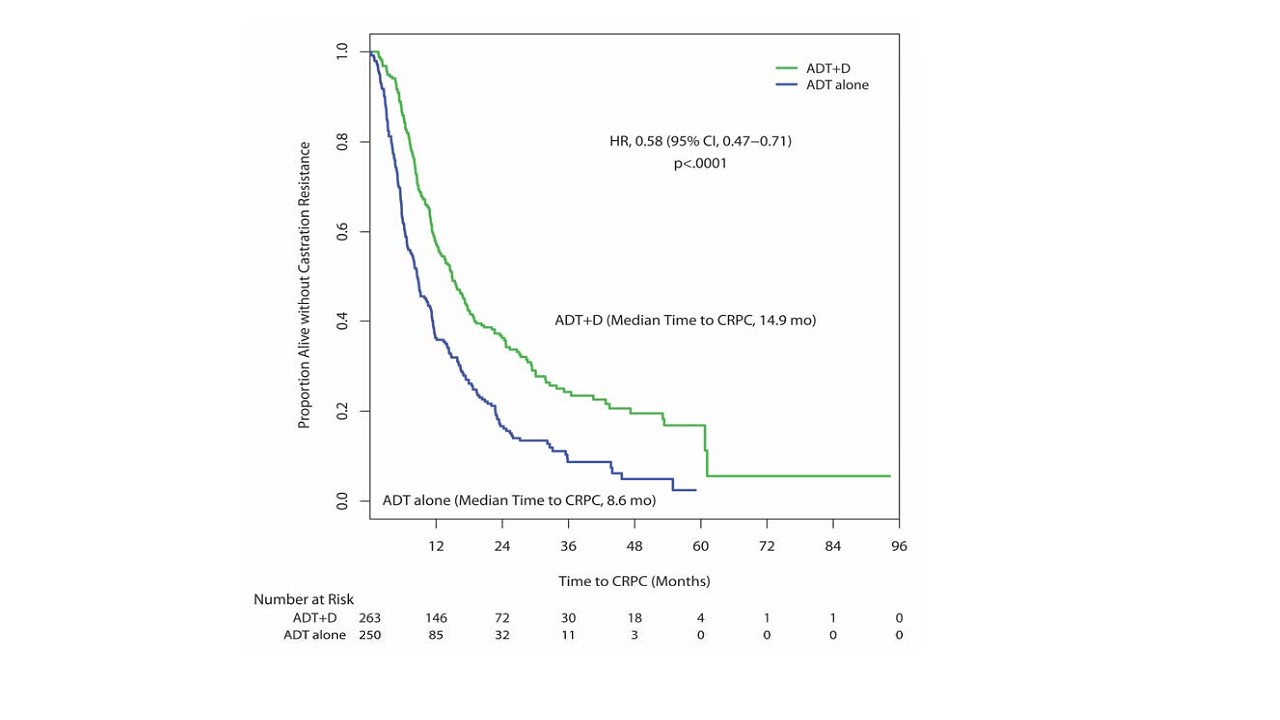 1.0
0.8
0.6
0.4
0.2
0.0
Proportion Alive without Castration Resistance
ADT+D
ADT alone
HR, 0.58 (95% CI, 0.47–0.71)
p<.0001
ADT+D (Median Time to CRPC, 14.9 mo)
ADT alone (Median Time to CRPC, 8.6 mo)
12 24 36 48 60 72 84 96
Time to CRPC (Months)
Number at Risk
ADT+D 263 146 72 30 18 4 1 1 0
ADT alone 250 85 32 11 3 0 0 0 0